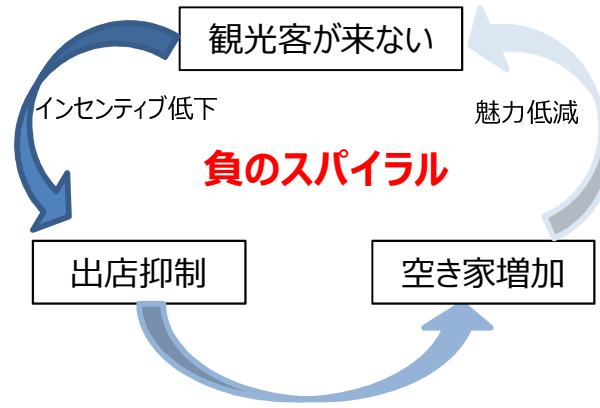 観光客が来ない
インセンティブ低下
魅力低減
負のスパイラル
出店抑制
空き家増加